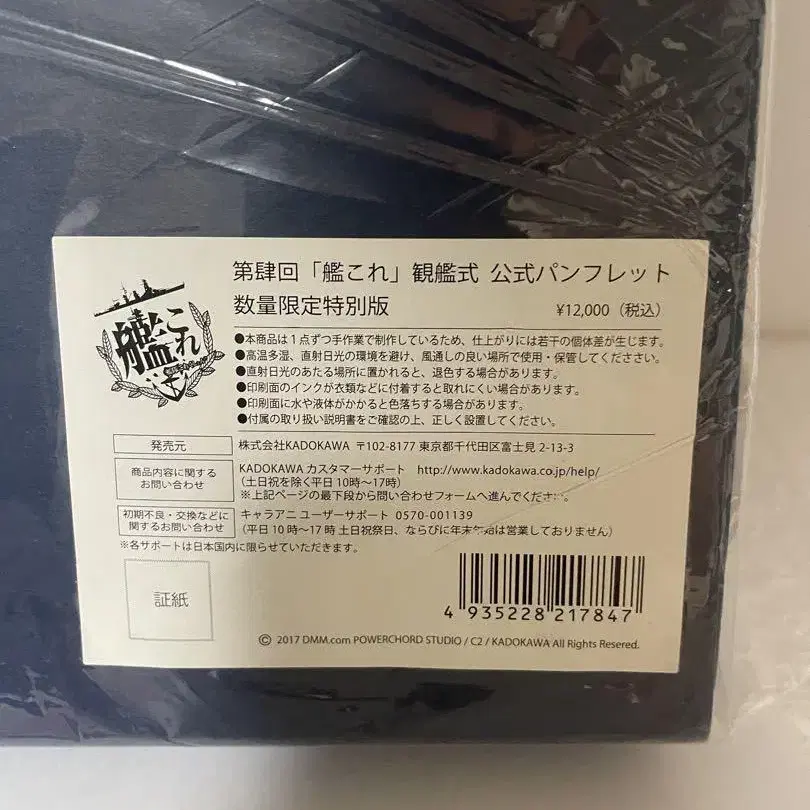 艦これ
第肆回「艦これ」観艦式 公式パンフレット
数量限定特別版
¥12,000（税込）
●本商品は1点ずつ手作業で制作しているため、仕上がりには若干の個体差が生じます。
●高温多湿、直射日光の環境を避け、風通しの良い場所で使用・保管してください。
●直射日光のあたる場所に置かれると、退色する場合があります。
●印刷面のインクが衣類などに付着すると取れにくい場合があります。
●印刷面に水や液体がかかると色落ちする場合があります。
●付属の取り扱い説明書をご確認の上、正しく設置してください。
発売元
株式会社KADOKAWA 〒102-8177 東京都千代田区富士見 2-13-3
商品内容に関する
お問い合わせ
KADOKAWA カスタマーサポート http://www.kadokawa.co.jp/help/
（土日祝を除く平日 10時〜17時）
※上記ページの最下段から問い合わせフォームへ進んでください。
初期不良・交換などに
関するお問い合わせ
キャラアニ ユーザーサポート 0570-001139
（平日 10 時〜17 時 土日祝祭日、ならびに年末年始は営業しておりません）
※各サポートは日本国内に限らせていただきます。
証紙
4 935228 217847
© 2017 DMM.com POWERCHORD STUDIO / C2 / KADOKAWA All Rights Resered.